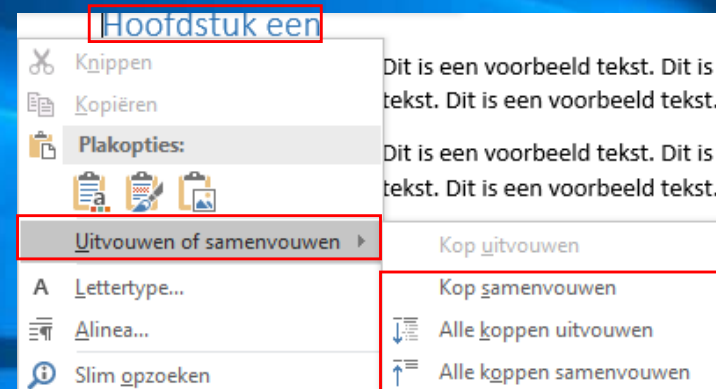 Hoofdstuk een
Knippen
Kopiëren
Plakopties:
Uitvouwen of samenvouwen
Lettertype...
Alinea...
Slim opzoeken
Dit is een voorbeeld tekst. Dit is
tekst. Dit is een voorbeeld tekst.
Dit is een voorbeeld tekst. Dit is
tekst. Dit is een voorbeeld tekst.
Kop uitvouwen
Kop samenvouwen
Alle koppen uitvouwen
Alle koppen samenvouwen